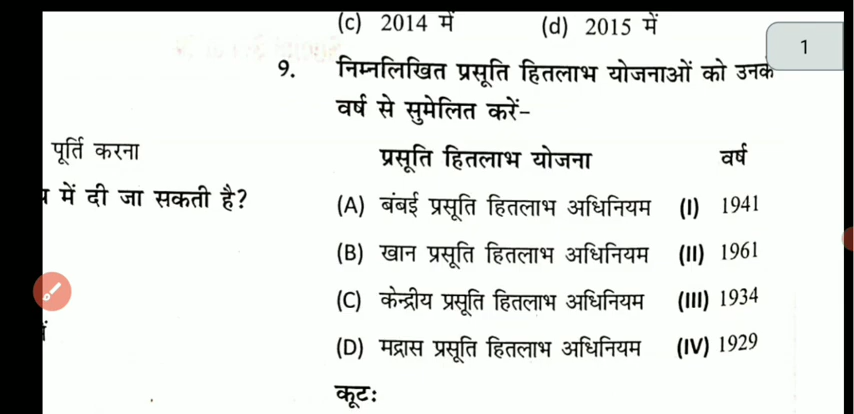 (c) 2014 में (d) 2015 में
1
9. निम्नलिखित प्रसूति हितलाभ योजनाओं को उनके
वर्ष से सुमेलित करें-
पूर्ति करना
प्रसूति हितलाभ योजना वर्ष
में दी जा सकती है?
(A) बंबई प्रसूति हितलाभ अधिनियम (I) 1941
(B) खान प्रसूति हितलाभ अधिनियम (II) 1961
(C) केन्द्रीय प्रसूति हितलाभ अधिनियम (III) 1934
(D) मद्रास प्रसूति हितलाभ अधिनियम (IV) 1929
कूटः